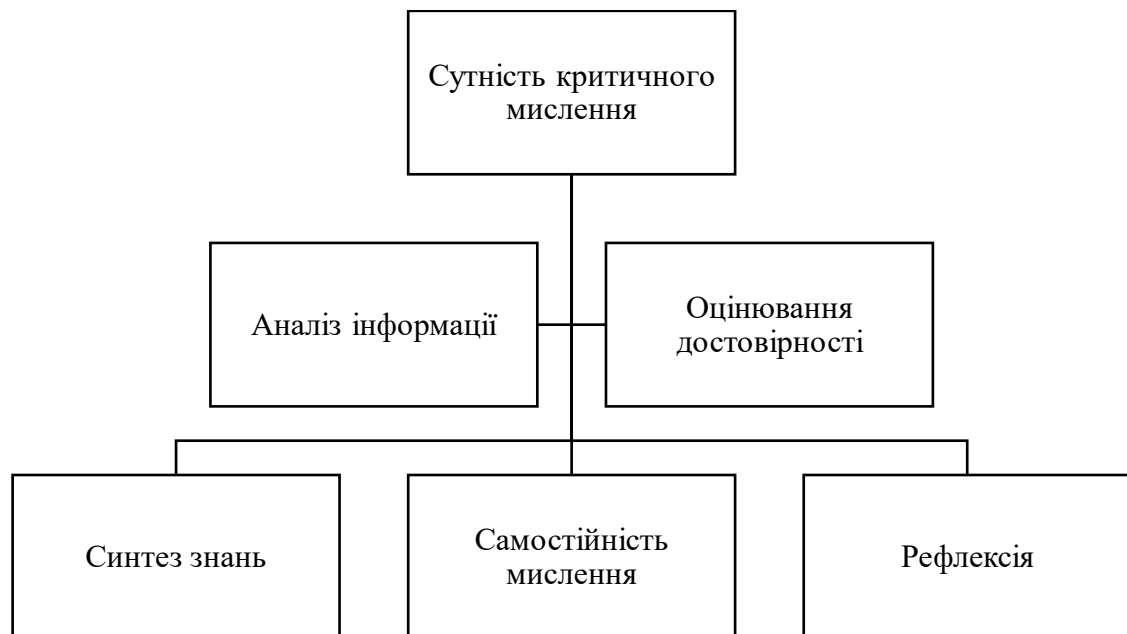 Сутність критичного
мислення
Аналіз інформації
Оцінювання
достовірності
Синтез знань
Самостійність
мислення
Рефлексія